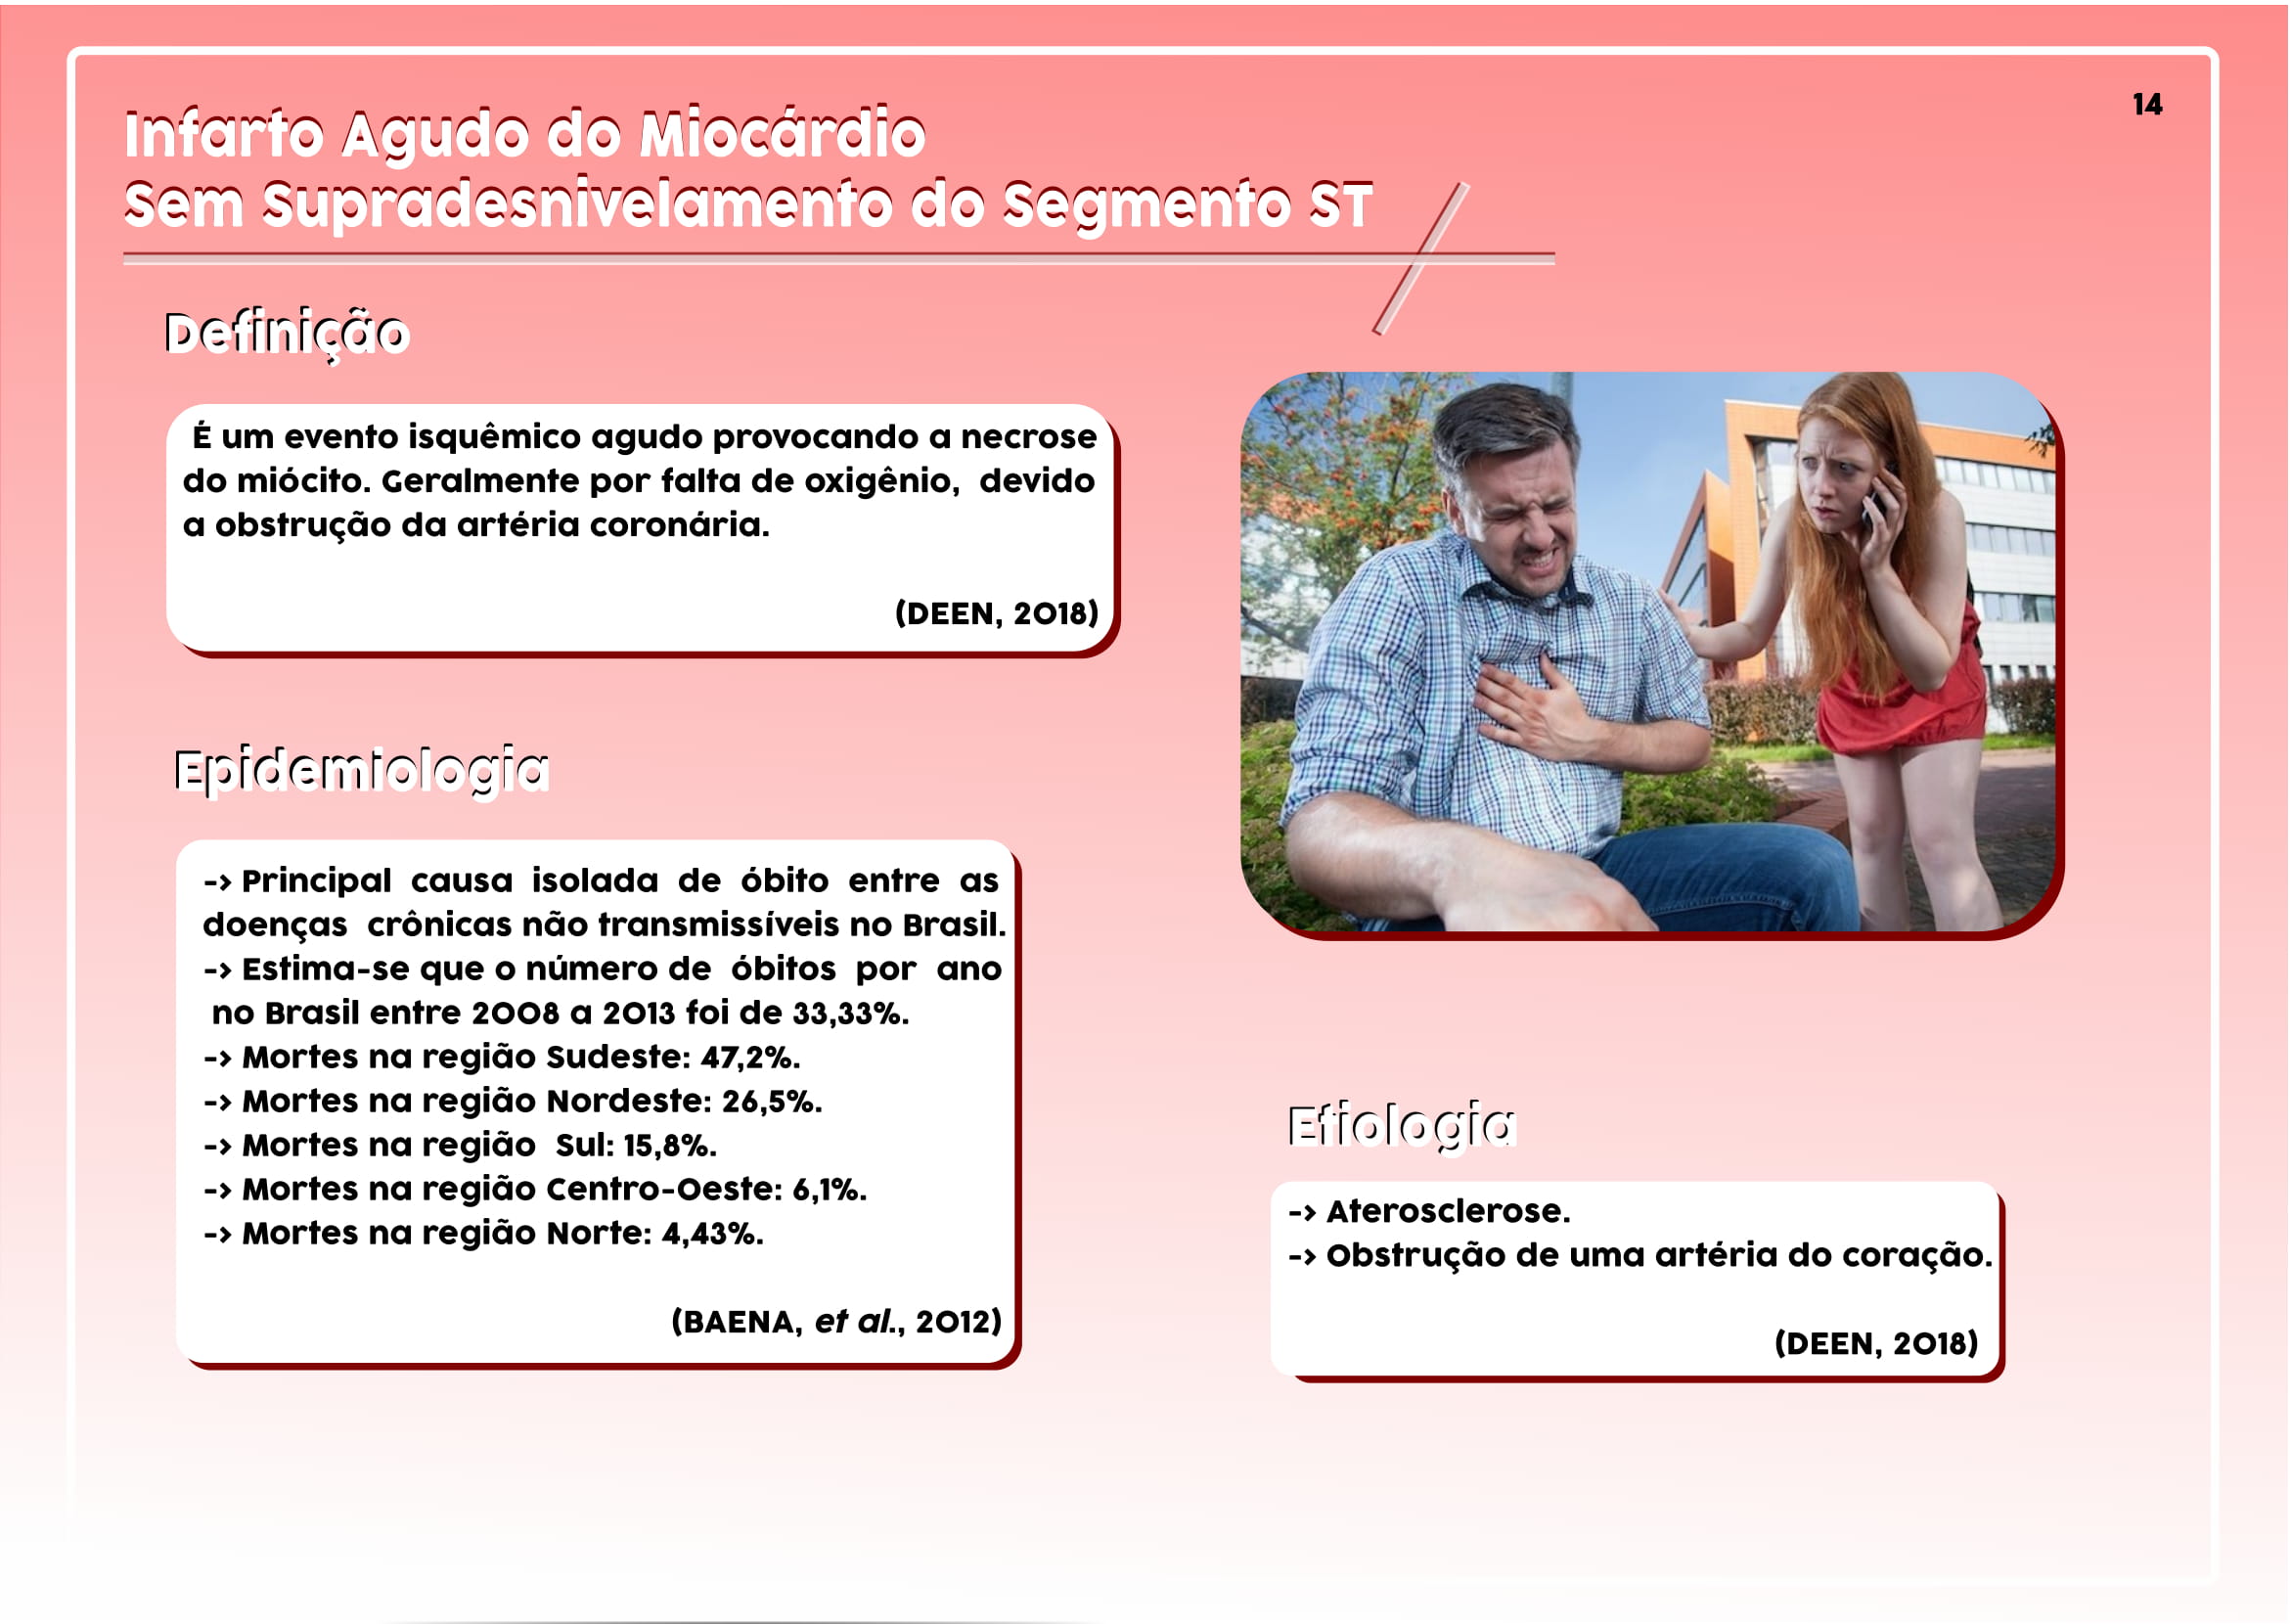 14
Infarto Agudo do Miocárdio
Sem Supradesnivelamento do Segmento ST
Definição
É um evento isquêmico agudo provocando a necrose
do miócito. Geralmente por falta de oxigênio, devido
a obstrução da artéria coronária.
(DEEN, 2018)
Epidemiologia
-> Principal causa isolada de óbito entre as
doenças crônicas não transmissíveis no Brasil.
-> Estima-se que o número de óbitos por ano
no Brasil entre 2008 a 2013 foi de 33,33%.
-> Mortes na região Sudeste: 47,2%.
-> Mortes na região Nordeste: 26,5%.
-> Mortes na região Sul: 15,8%.
-> Mortes na região Centro-Oeste: 6,1%.
-> Mortes na região Norte: 4,43%.
(BAENA, et al., 2012)
Etiologia
-> Aterosclerose.
-> Obstrução de uma artéria do coração.
(DEEN, 2018)